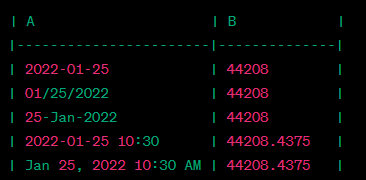 | A                     | B           |
|-----------------------|-------------|
| 2022-01-25            | 44208       |
| 01/25/2022            | 44208       |
| 25-Jan-2022           | 44208       |
| 2022-01-25 10:30      | 44208.4375  |
| Jan 25, 2022 10:30 AM | 44208.4375  |